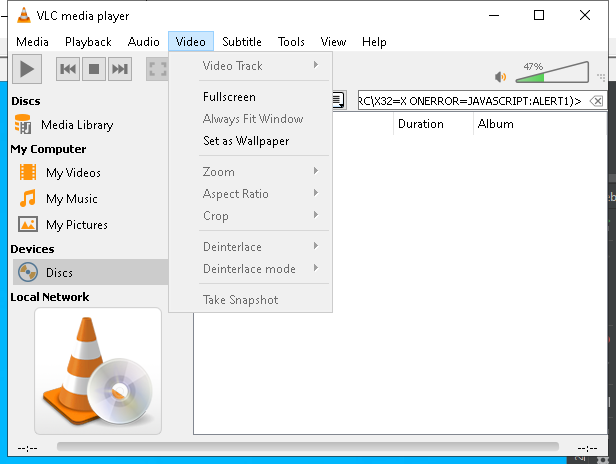 VLC media player
Media Playback Audio Video Subtitle Tools View Help
47%
Video Track
Fullscreen
Always Fit Window
Set as Wallpaper
Zoom
Aspect Ratio
Crop
Deinterlace
Deinterlace mode
Take Snapshot
RC\X32=X ONERROR=JAVASCRIPT:ALERT1)>
Duration Album
Discs
Media Library
My Computer
My Videos
My Music
My Pictures
Devices
Discs
Local Network
--:-- --:--